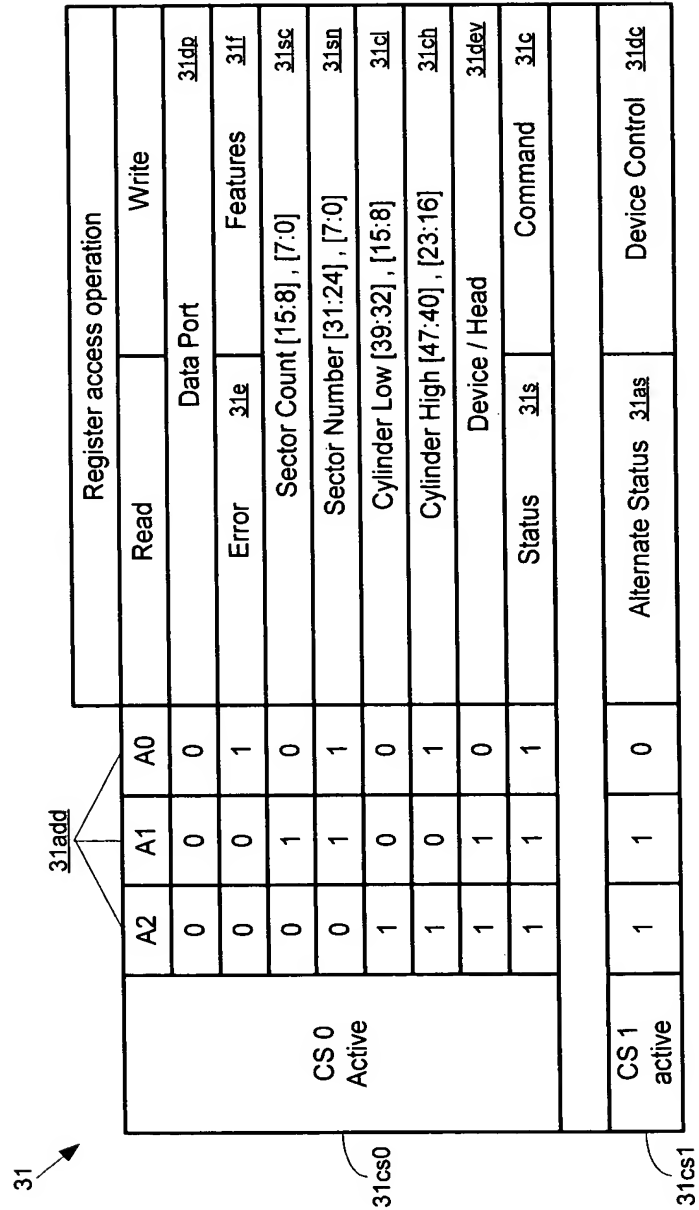 31
31add
Register access operation
A2 A1 A0 Read Write
CS 0
Active
0 0 0 Data Port 31dp
0 0 1 Error 31e Features 31f
0 1 0 Sector Count [15:8] , [7:0] 31sc
0 1 1 Sector Number [31:24] , [7:0] 31sn
1 0 0 Cylinder Low [39:32] , [15:8] 31cl
1 0 1 Cylinder High [47:40] , [23:16] 31ch
1 1 0 Device / Head 31dev
1 1 1 Status 31s Command 31c
31cs0
CS 1
active
1 1 0 Alternate Status 31as Device Control 31dc
31cs1